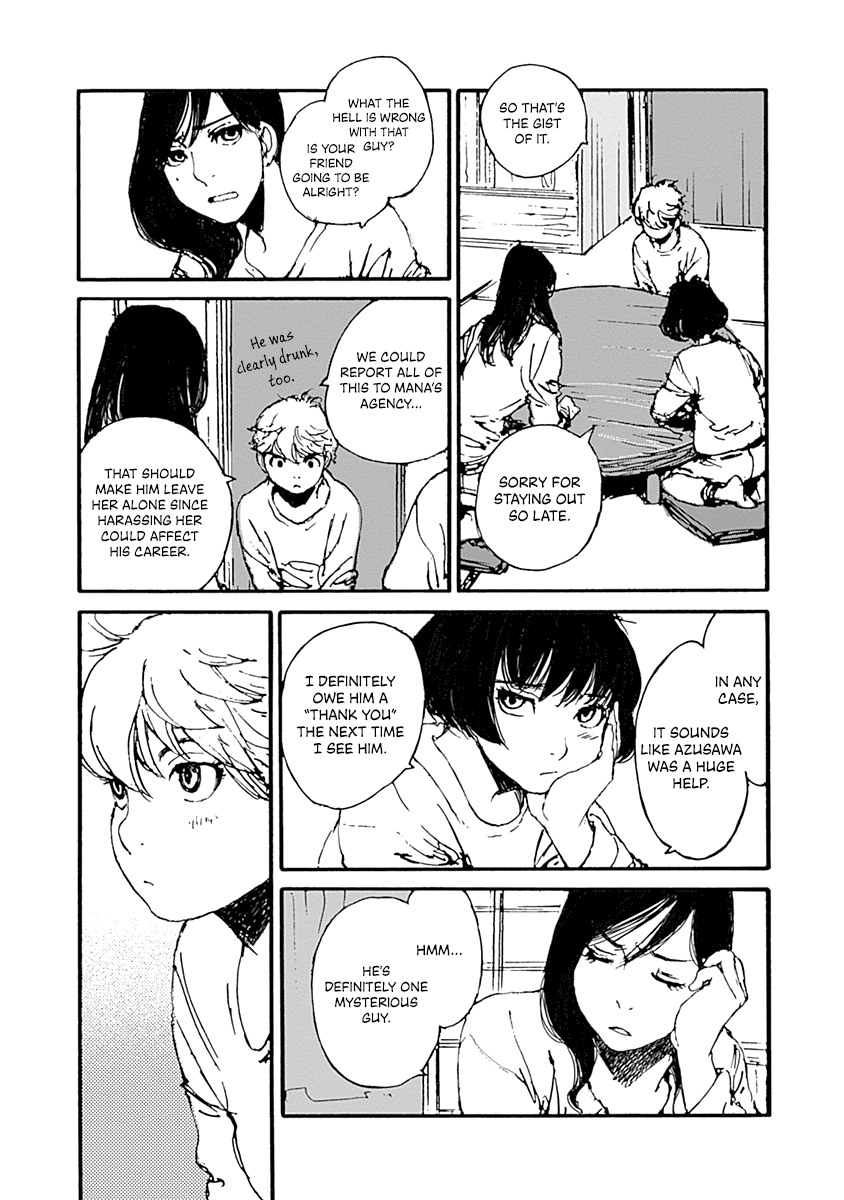 SO THAT'S
THE GIST
OF IT.
SORRY FOR
STAYING OUT
SO LATE.
WHAT THE
HELL IS WRONG
WITH THAT
GUY?
IS YOUR
FRIEND
GOING TO BE
ALRIGHT?
WE COULD
REPORT ALL OF
THIS TO MANA'S
AGENCY...
He was
clearly drunk,
too.
THAT SHOULD
MAKE HIM LEAVE
HER ALONE SINCE
HARASSING HER
COULD AFFECT
HIS CAREER.
IN ANY
CASE,
IT SOUNDS
LIKE AZUSAWA
WAS A HUGE
HELP.
I DEFINITELY
OWE HIM A
"THANK YOU"
THE NEXT TIME
I SEE HIM.
HMM...
HE'S
DEFINITELY ONE
MYSTERIOUS
GUY.